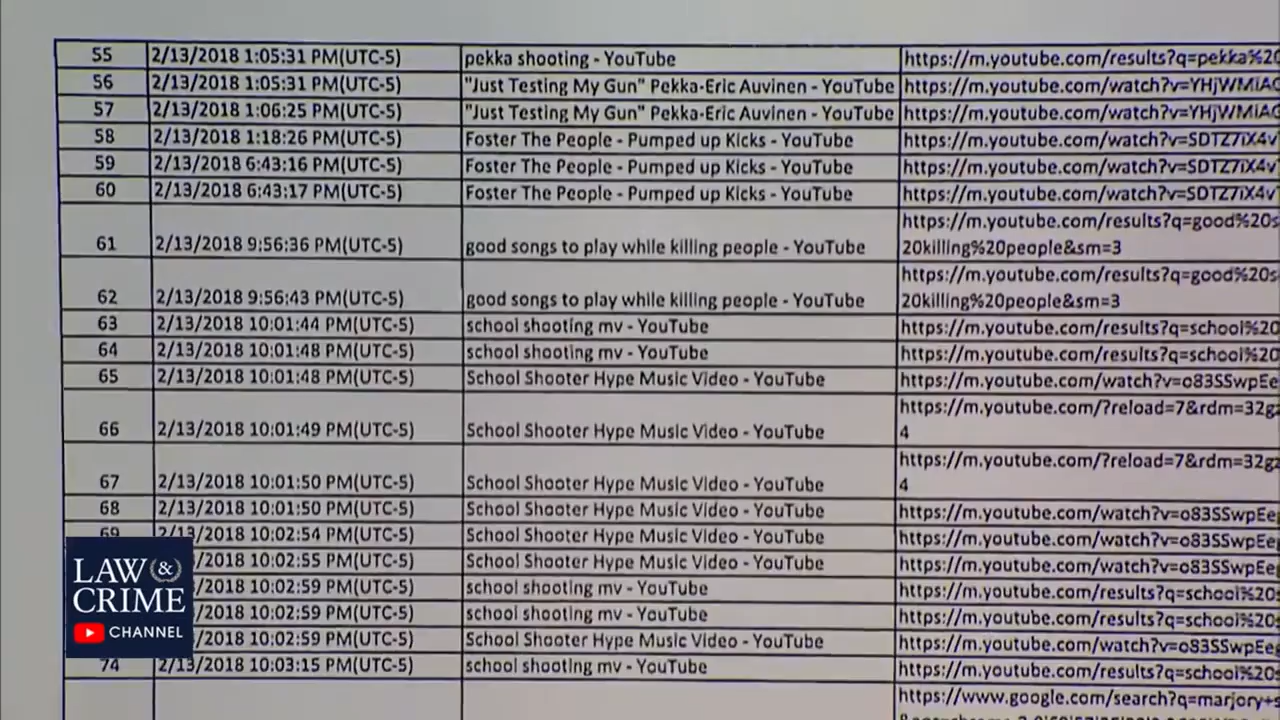 55 2/13/2018 1:05:31 PM(UTC-5) pekka shooting - YouTube https://m.youtube.com/results?q=pekka%20
56 2/13/2018 1:05:31 PM(UTC-5) "Just Testing My Gun" Pekka-Eric Auvinen - YouTube https://m.youtube.com/watch?v=YHjWMiAC
57 2/13/2018 1:06:25 PM(UTC-5) "Just Testing My Gun" Pekka-Eric Auvinen - YouTube https://m.youtube.com/watch?v=YHjWMiAC
58 2/13/2018 1:18:26 PM(UTC-5) Foster The People - Pumped up Kicks - YouTube https://m.youtube.com/watch?v=SDTZ7iX4v
59 2/13/2018 6:43:16 PM(UTC-5) Foster The People - Pumped up Kicks - YouTube https://m.youtube.com/watch?v=SDTZ7iX4v
60 2/13/2018 6:43:17 PM(UTC-5) Foster The People - Pumped up Kicks - YouTube https://m.youtube.com/watch?v=SDTZ7iX4v
https://m.youtube.com/results?q=good%20s
61 2/13/2018 9:56:36 PM(UTC-5) good songs to play while killing people - YouTube 20killing%20people&sm=3
https://m.youtube.com/results?q=good%20s
62 2/13/2018 9:56:43 PM(UTC-5) good songs to play while killing people - YouTube 20killing%20people&sm=3
63 2/13/2018 10:01:44 PM(UTC-5) school shooting mv - YouTube https://m.youtube.com/results?q=school%20
64 2/13/2018 10:01:48 PM(UTC-5) school shooting mv - YouTube https://m.youtube.com/results?q=school%20
65 2/13/2018 10:01:48 PM(UTC-5) School Shooter Hype Music Video - YouTube https://m.youtube.com/watch?v=o83SSwpEe
https://m.youtube.com/?reload=7&rdm=32gz
66 2/13/2018 10:01:49 PM(UTC-5) School Shooter Hype Music Video - YouTube 4
https://m.youtube.com/?reload=7&rdm=32gz
67 2/13/2018 10:01:50 PM(UTC-5) School Shooter Hype Music Video - YouTube 4
68 2/13/2018 10:01:50 PM(UTC-5) School Shooter Hype Music Video - YouTube https://m.youtube.com/watch?v=o83SSwpEe
69 2/13/2018 10:02:54 PM(UTC-5) School Shooter Hype Music Video - YouTube https://m.youtube.com/watch?v=o83SSwpEe
/13/2018 10:02:55 PM(UTC-5) School Shooter Hype Music Video - YouTube https://m.youtube.com/watch?v=o83SSwpEe
/13/2018 10:02:59 PM(UTC-5) school shooting mv - YouTube https://m.youtube.com/results?q=school%20s
/13/2018 10:02:59 PM(UTC-5) school shooting mv - YouTube https://m.youtube.com/results?q=school%20s
/13/2018 10:02:59 PM(UTC-5) School Shooter Hype Music Video - YouTube https://m.youtube.com/watch?v=o83SSwpEe
74 2/13/2018 10:03:15 PM(UTC-5) school shooting mv - YouTube https://m.youtube.com/results?q=school%20s
https://www.google.com/search?q=marjory+s
LAW &
CRIME
CHANNEL